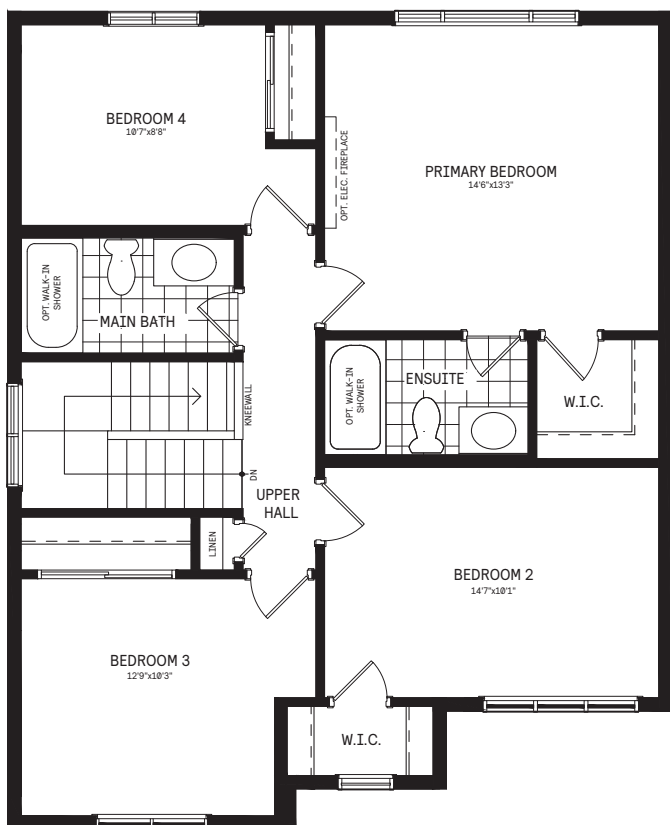 BEDROOM 4
10'7"x8'8"
OPT. ELEC. FIREPLACE
PRIMARY BEDROOM
14'6"x13'3"
OPT. WALK-IN
SHOWER
MAIN BATH
OPT. WALK-IN
SHOWER
ENSUITE
W.I.C.
KNEEWALL
DN
UPPER
HALL
LINEN
BEDROOM 2
14'7"x10'1"
BEDROOM 3
12'9"x10'3"
W.I.C.